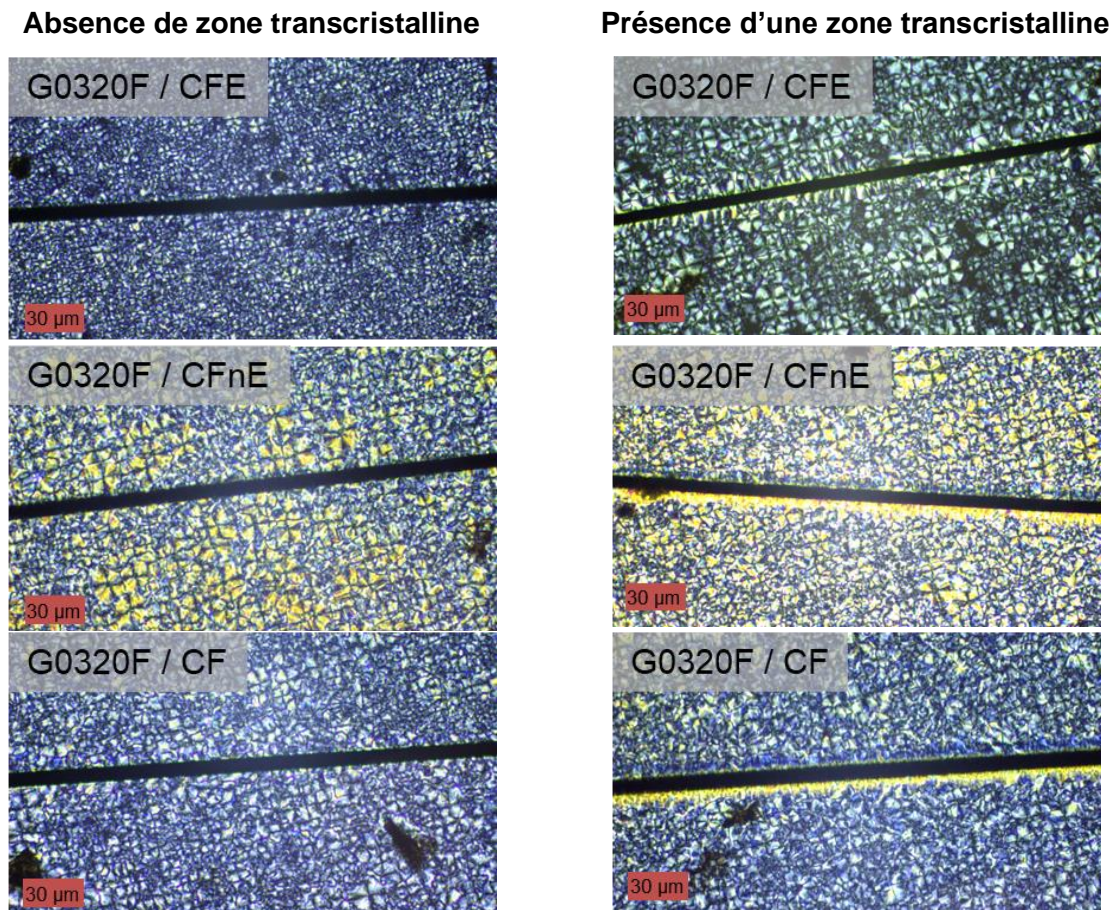 Absence de zone transcristalline
Présence d’une zone transcristalline
G0320F / CFE
30 µm
G0320F / CFE
30 µm
G0320F / CFnE
30 µm
G0320F / CFnE
30 µm
G0320F / CF
30 µm
G0320F / CF
30 µm